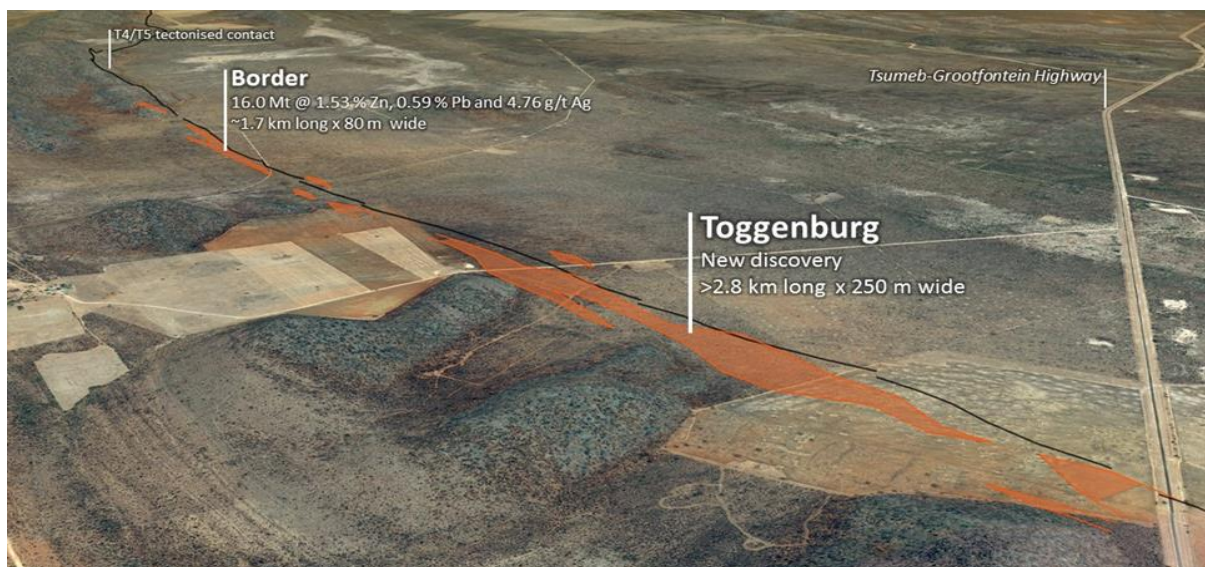 T4/T5 tectonised contact
Border
16.0 Mt @ 1.53 % Zn, 0.59 % Pb and 4.76 g/t Ag
~1.7 km long x 80 m wide
Tsumeb-Grootfontein Highway
Toggenburg
New discovery
>2.8 km long x 250 m wide